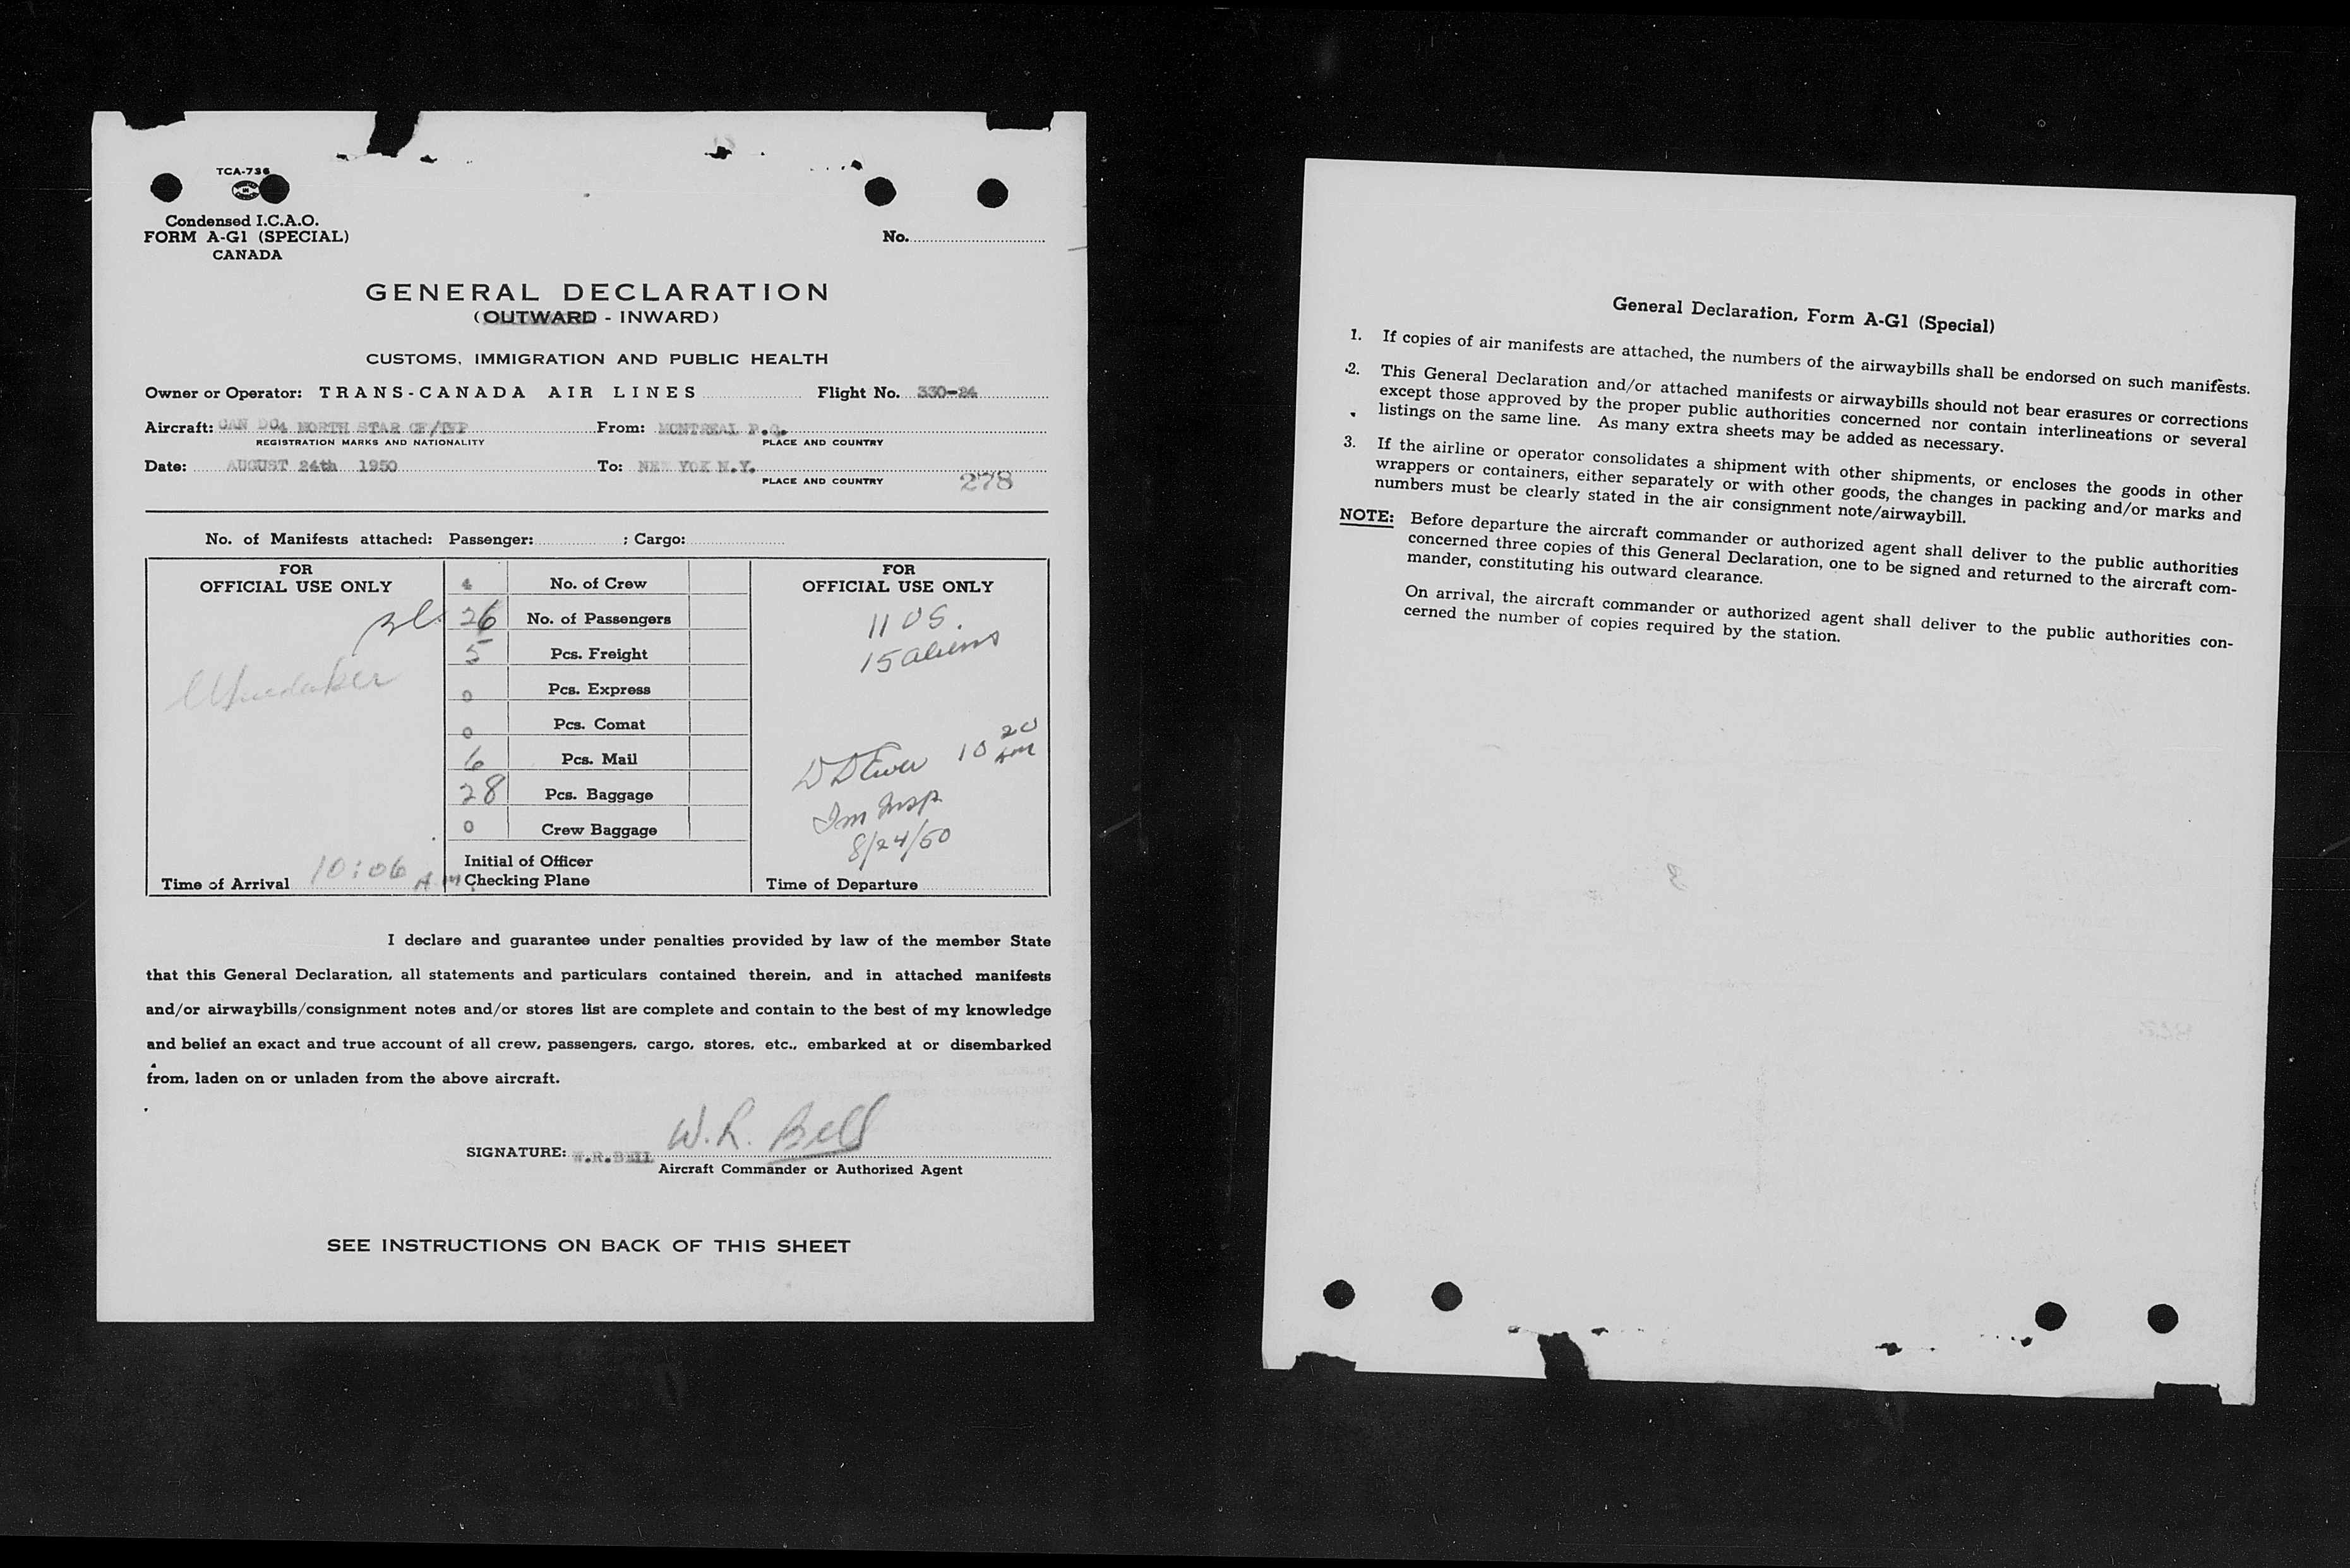 TCA-736
Condensed I.C.A.O.
FORM A-G1 (SPECIAL)
CANADA
No.
GENERAL DECLARATION
(OUTWARD - INWARD)
CUSTOMS, IMMIGRATION AND PUBLIC HEALTH
Owner or Operator: TRANS-CANADA AIR LINES Flight No. 330-24
Aircraft: CAN DC4 NORTH STAR From: MONTREAL P.Q.
REGISTRATION MARKS AND NATIONALITY PLACE AND COUNTRY
Date: AUGUST 24th 1950 To: NEW YOK N.Y.
PLACE AND COUNTRY 278
No. of Manifests attached: Passenger: ; Cargo:
FOR
OFFICIAL USE ONLY
Time of Arrival 10:06 A.M.
4 No. of Crew
26 No. of Passengers
5 Pcs. Freight
0 Pcs. Express
0 Pcs. Comat
6 Pcs. Mail
28 Pcs. Baggage
0 Crew Baggage
Initial of Officer
Checking Plane
FOR
OFFICIAL USE ONLY
11 US.
15 aliens
10 20 AM
Im Insp
8/24/50
Time of Departure
I declare and guarantee under penalties provided by law of the member State
that this General Declaration, all statements and particulars contained therein, and in attached manifests
and/or airwaybills/consignment notes and/or stores list are complete and contain to the best of my knowledge
and belief an exact and true account of all crew, passengers, cargo, stores, etc., embarked at or disembarked
from, laden on or unladen from the above aircraft.
SIGNATURE: W.R.BELL W.R. Bell
Aircraft Commander or Authorized Agent
SEE INSTRUCTIONS ON BACK OF THIS SHEET
General Declaration, Form A-G1 (Special)
1. If copies of air manifests are attached, the numbers of the airwaybills shall be endorsed on such manifests.
2. This General Declaration and/or attached manifests or airwaybills should not bear erasures or corrections
except those approved by the proper public authorities concerned nor contain interlineations or several
listings on the same line. As many extra sheets may be added as necessary.
3. If the airline or operator consolidates a shipment with other shipments, or encloses the goods in other
wrappers or containers, either separately or with other goods, the changes in packing and/or marks and
numbers must be clearly stated in the air consignment note/airwaybill.
NOTE: Before departure the aircraft commander or authorized agent shall deliver to the public authorities
concerned three copies of this General Declaration, one to be signed and returned to the aircraft com-
mander, constituting his outward clearance.
On arrival, the aircraft commander or authorized agent shall deliver to the public authorities con-
cerned the number of copies required by the station.